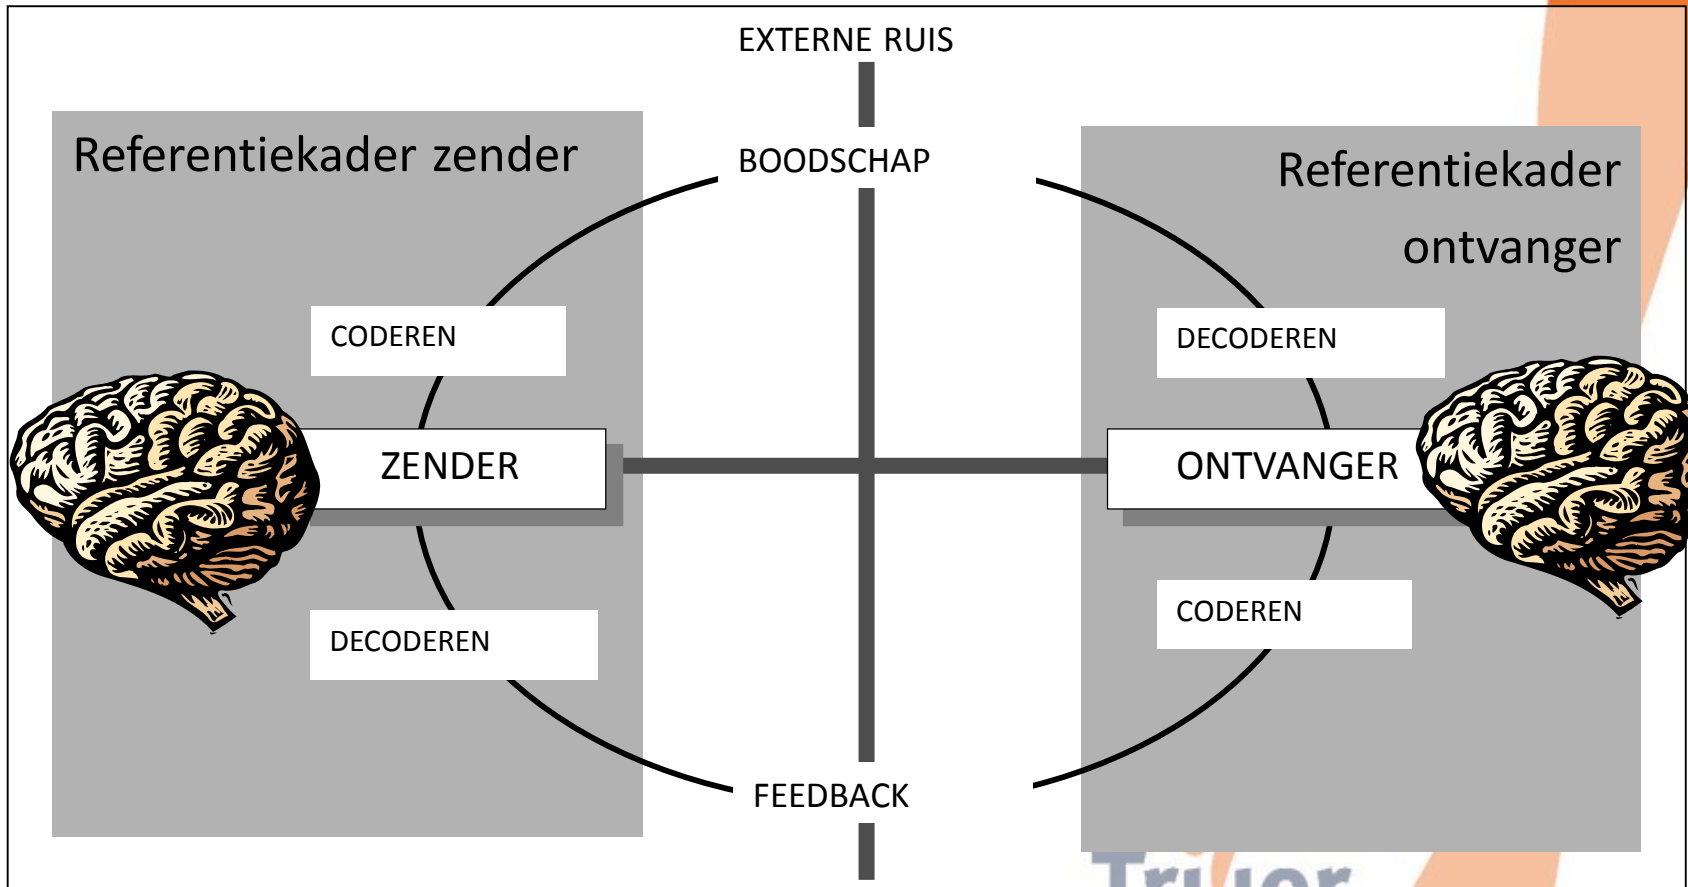 EXTERNE RUIS
Referentiekader zender
BOODSCHAP
Referentiekader
ontvanger
CODEREN
DECODEREN
ZENDER
ONTVANGER
DECODEREN
CODEREN
FEEDBACK